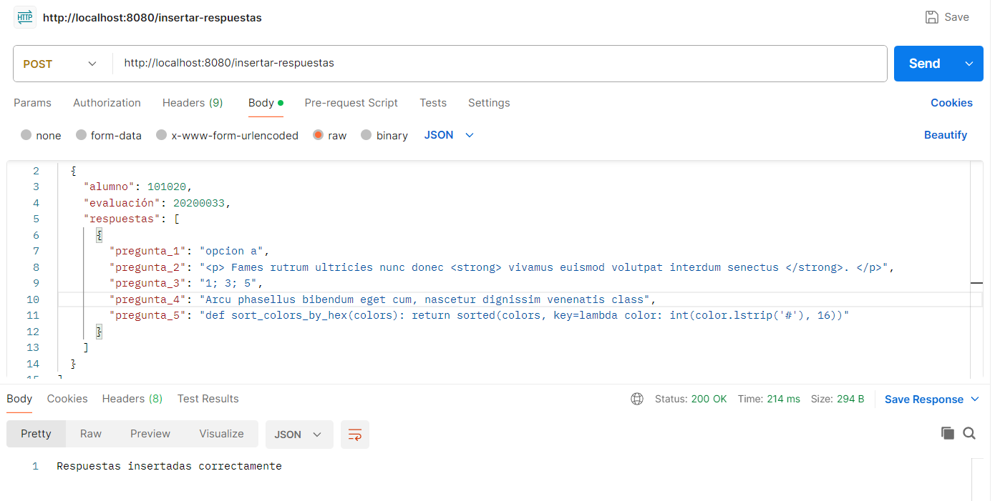 HTTP http://localhost:8080/insertar-respuestas Save
POST http://localhost:8080/insertar-respuestas Send
Params Authorization Headers (9) Body Pre-request Script Tests Settings Cookies
none form-data x-www-form-urlencoded raw binary JSON Beautify
2 {
3 "alumno": 101020,
4 "evaluación": 20200033,
5 "respuestas": [
6 {
7 "pregunta_1": "opcion a",
8 "pregunta_2": "<p> Fames rutrum ultricies nunc donec <strong> vivamus euismod volutpat interdum senectus </strong>. </p>",
9 "pregunta_3": "1; 3; 5",
10 "pregunta_4": "Arcu phasellus bibendum eget cum, nascetur dignissim venenatis class",
11 "pregunta_5": "def sort_colors_by_hex(colors): return sorted(colors, key=lambda color: int(color.lstrip('#'), 16))"
12 }
13 ]
14 }
15 ]
Body Cookies Headers (8) Test Results Status: 200 OK Time: 214 ms Size: 294 B Save Response
Pretty Raw Preview Visualize JSON
1 Respuestas insertadas correctamente